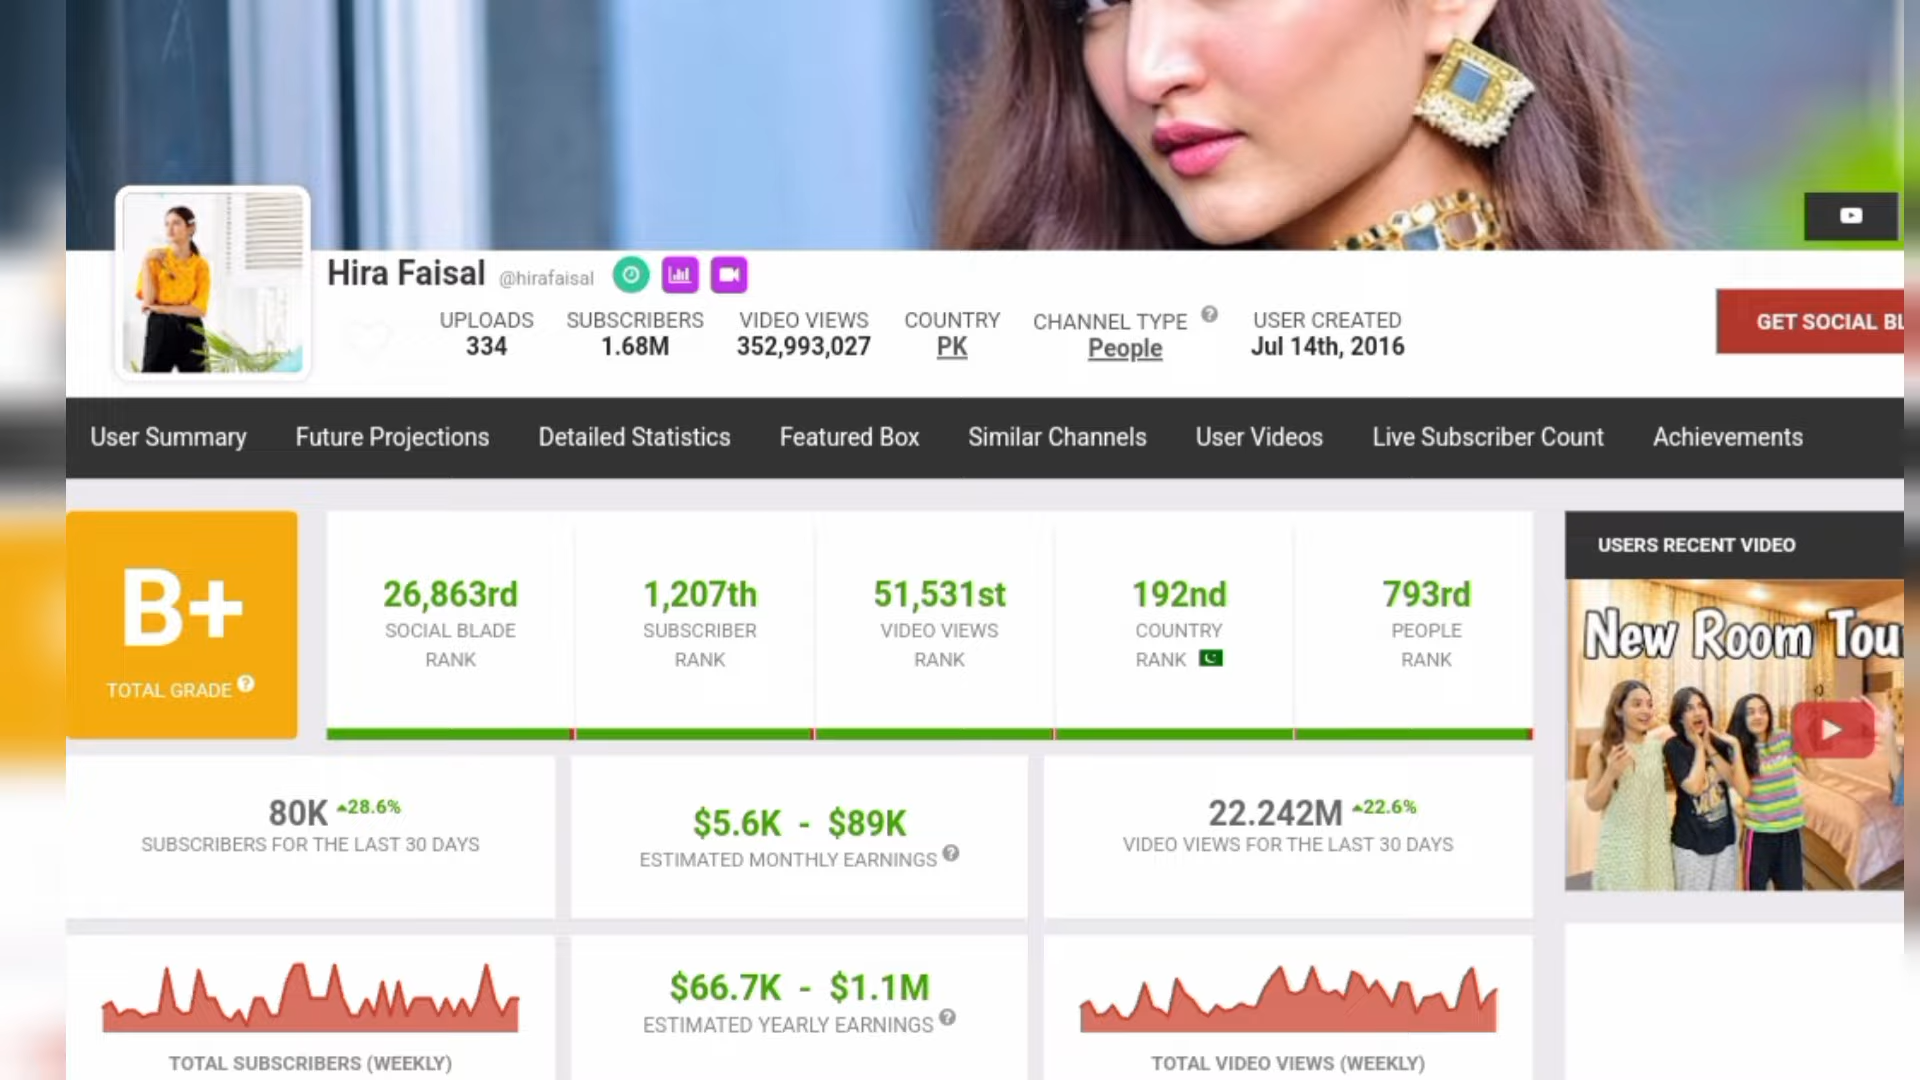 Hira Faisal @hirafaisal
UPLOADS SUBSCRIBERS VIDEO VIEWS COUNTRY CHANNEL TYPE ? USER CREATED
334 1.68M 352,993,027 PK People Jul 14th, 2016
GET SOCIAL BL
User Summary Future Projections Detailed Statistics Featured Box Similar Channels User Videos Live Subscriber Count Achievements
B+
TOTAL GRADE ?
26,863rd
SOCIAL BLADE
RANK
1,207th
SUBSCRIBER
RANK
51,531st
VIDEO VIEWS
RANK
192nd
COUNTRY
RANK
793rd
PEOPLE
RANK
USERS RECENT VIDEO
New Room Tou
80K 28.6%
SUBSCRIBERS FOR THE LAST 30 DAYS
$5.6K - $89K
ESTIMATED MONTHLY EARNINGS ?
22.242M 22.6%
VIDEO VIEWS FOR THE LAST 30 DAYS
TOTAL SUBSCRIBERS (WEEKLY)
$66.7K - $1.1M
ESTIMATED YEARLY EARNINGS ?
TOTAL VIDEO VIEWS (WEEKLY)